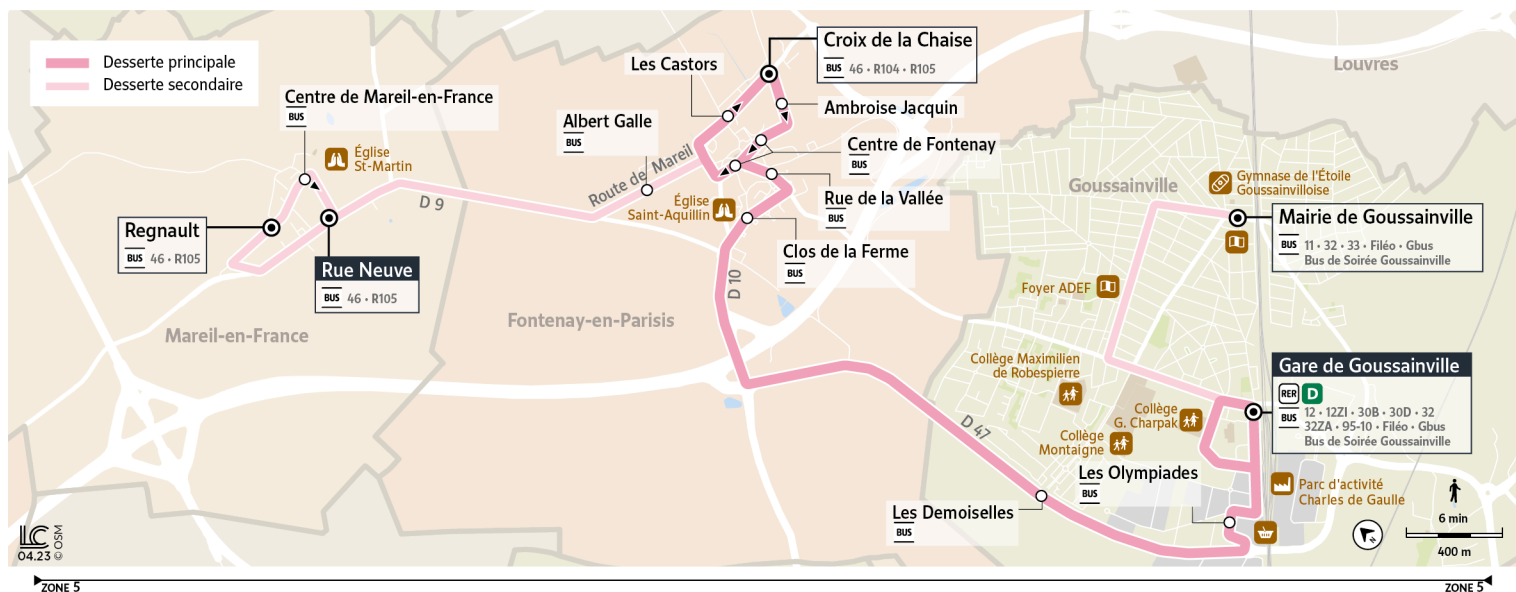 Desserte principale
Desserte secondaire
Centre de Mareil-en-France
BUS
Église
St-Martin
Regnault
BUS 46 • R105
Rue Neuve
BUS 46 • R105
Mareil-en-France
D 9
Albert Galle
BUS
Route de Mareil
Les Castors
Croix de la Chaise
BUS 46 • R104 • R105
Ambroise Jacquin
Centre de Fontenay
BUS
Rue de la Vallée
BUS
Église
Saint-Aquillin
Clos de la Ferme
BUS
D 10
Fontenay-en-Parisis
Louvres
Goussainville
Gymnase de l'Étoile
Goussainvilloise
Mairie de Goussainville
BUS 11 • 32 • 33 • Filéo • Gbus
Bus de Soirée Goussainville
Foyer ADEF
Collège Maximilien
de Robespierre
Collège
G. Charpak
Collège
Montaigne
Gare de Goussainville
RER D
BUS 12 • 12ZI • 30B • 30D • 32
32ZA • 95-10 • Filéo • Gbus
Bus de Soirée Goussainville
D 47
Les Olympiades
BUS
Les Demoiselles
BUS
Parc d'activité
Charles de Gaulle
N
6 min
400 m
LC
04.23 © OSM
ZONE 5
ZONE 5